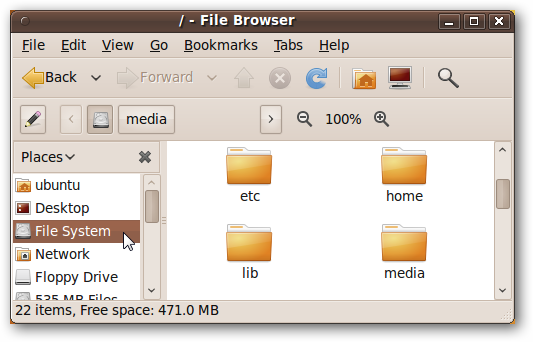 / - File Browser
File Edit View Go Bookmarks Tabs Help
Back Forward
media 100%
Places
ubuntu
Desktop
File System
Network
Floppy Drive
535 MB Files
etc home
lib media
22 items, Free space: 471.0 MB